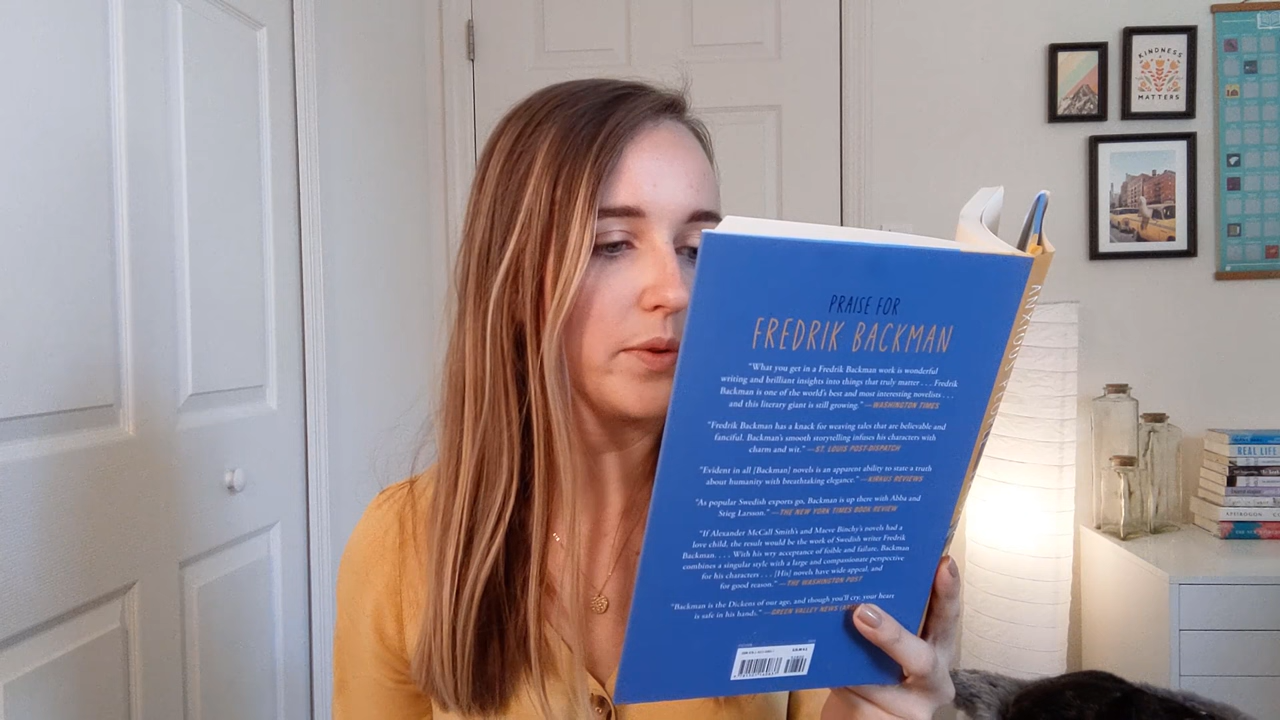 KINDNESS
MATTERS
PRAISE FOR
FREDRIK BACKMAN
"What you get in a Fredrik Backman work is wonderful
writing and brilliant insights into things that truly matter . . . Fredrik
Backman is one of the world's best and most interesting novelists . . .
and this literary giant is still growing." —WASHINGTON TIMES
"Fredrik Backman has a knack for weaving tales that are believable and
fanciful. Backman's smooth storytelling infuses his characters with
charm and wit." —ST. LOUIS POST-DISPATCH
"Evident in all [Backman] novels is an apparent ability to state a truth
about humanity with breathtaking elegance." —KIRKUS REVIEWS
"As popular Swedish exports go, Backman is up there with Abba and
Stieg Larsson." —THE NEW YORK TIMES BOOK REVIEW
"If Alexander McCall Smith's and Maeve Binchy's novels had a
love child, the result would be the work of Swedish writer Fredrik
Backman. . . . With his wry acceptance of foible and failure, Backman
combines a singular style with a large and compassionate perspective
for his characters . . . [His] novels have wide appeal, and
for good reason." —THE WASHINGTON POST
"Backman is the Dickens of our age, and though you'll cry, your heart
is safe in his hands." —GREEN VALLEY NEWS
ANXIOUS
REAL LIFE